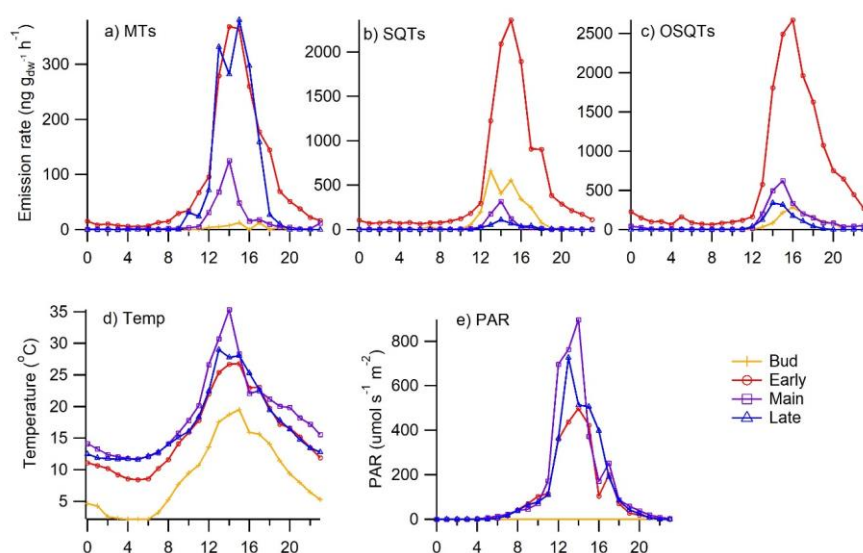 a) MTs
b) SQTs
c) OSQTs
Emission rate (ng g_dw⁻¹ h⁻¹)
300
200
100
0
2000
1500
1000
500
0
2500
2000
1500
1000
500
0
0 4 8 12 16 20
0 4 8 12 16 20
0 4 8 12 16 20
d) Temp
e) PAR
Temperature (°C)
35
30
25
20
15
10
5
PAR (umol s⁻¹ m⁻²)
800
600
400
200
0
0 4 8 12 16 20
0 4 8 12 16 20
Bud
Early
Main
Late